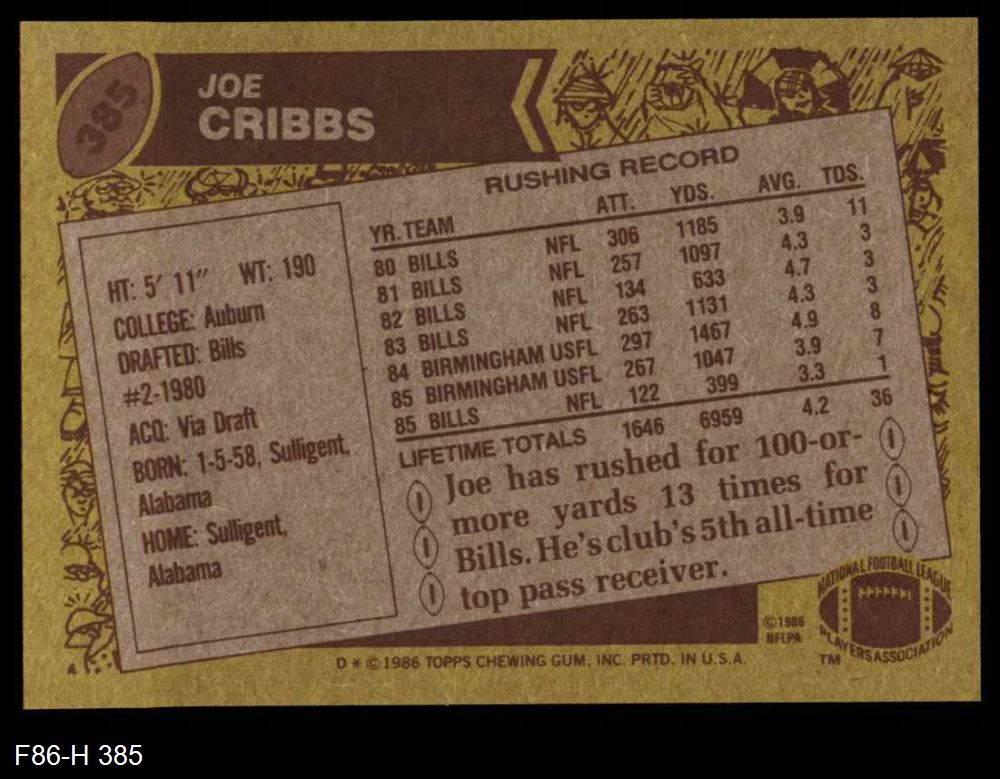 385
JOE
CRIBBS
RUSHING RECORD
YR. TEAM ATT. YDS. AVG. TDS.
80 BILLS NFL 306 1185 3.9 11
81 BILLS NFL 257 1097 4.3 3
82 BILLS NFL 134 633 4.7 3
83 BILLS NFL 263 1131 4.3 3
84 BIRMINGHAM USFL 297 1467 4.9 8
85 BIRMINGHAM USFL 267 1047 3.9 7
85 BILLS NFL 122 399 3.3 1
LIFETIME TOTALS 1646 6959 4.2 36
HT: 5' 11" WT: 190
COLLEGE: Auburn
DRAFTED: Bills
#2-1980
ACQ: Via Draft
BORN: 1-5-58, Sulligent,
Alabama
HOME: Sulligent,
Alabama
Joe has rushed for 100-or-
more yards 13 times for
Bills. He's club's 5th all-time
top pass receiver.
©1986
NFLPA
NATIONAL FOOTBALL LEAGUE
PLAYERS ASSOCIATION
TM
D * © 1986 TOPPS CHEWING GUM, INC. PRTD. IN U.S.A.
F86-H 385